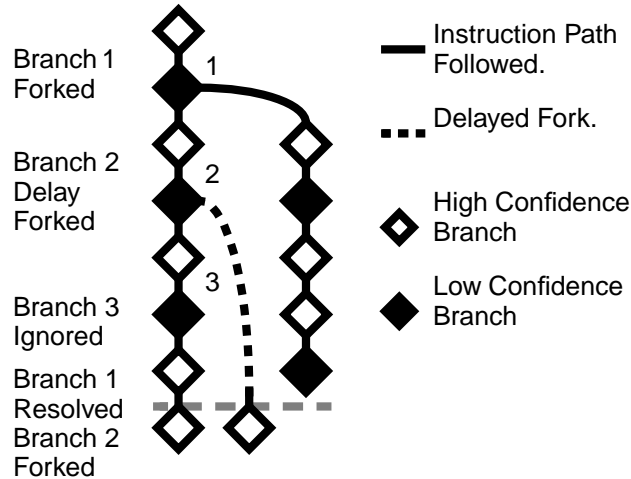 Branch 1
Forked
1
Branch 2
Delay
Forked
2
3
Branch 3
Ignored
Branch 1
Resolved
Branch 2
Forked
Instruction Path
Followed.
Delayed Fork.
High Confidence
Branch
Low Confidence
Branch